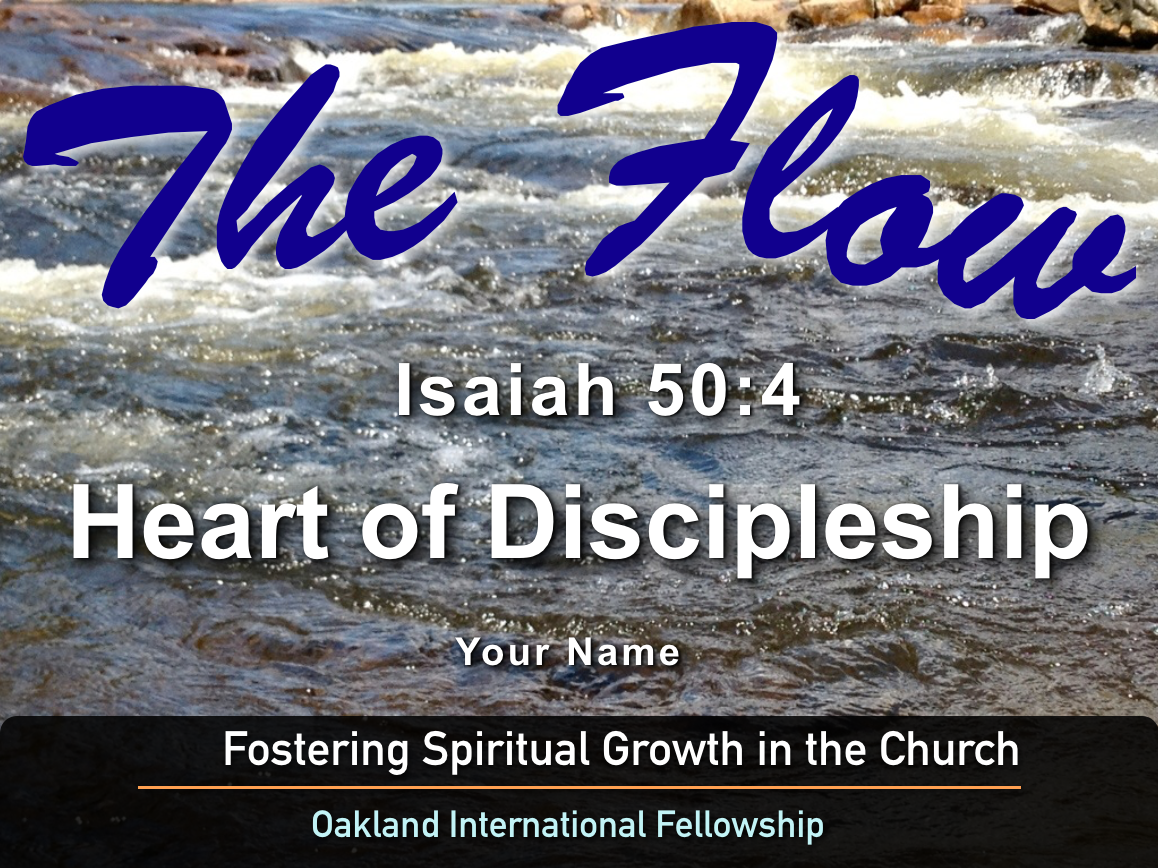 The Flow
Isaiah 50:4
Heart of Discipleship
Your Name
Fostering Spiritual Growth in the Church
Oakland International Fellowship